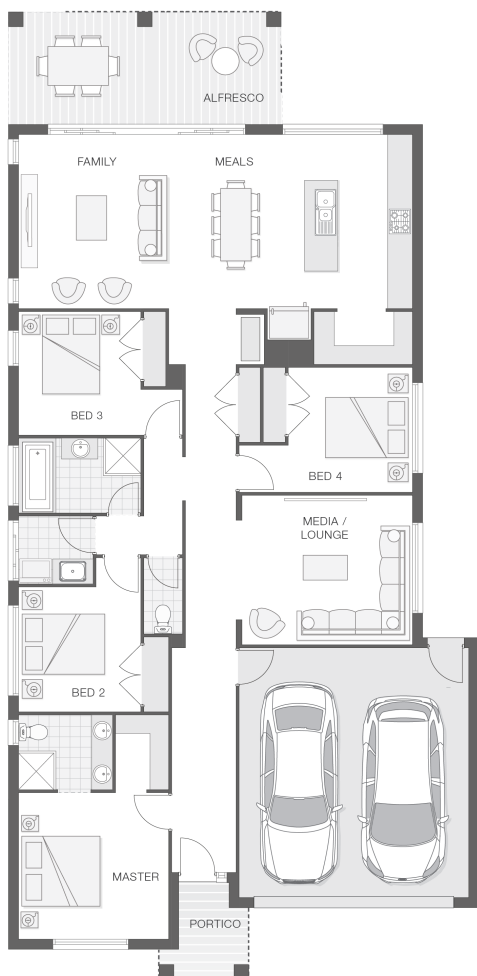 ALFRESCO
FAMILY
MEALS
BED 3
BED 4
MEDIA /
LOUNGE
BED 2
MASTER
PORTICO